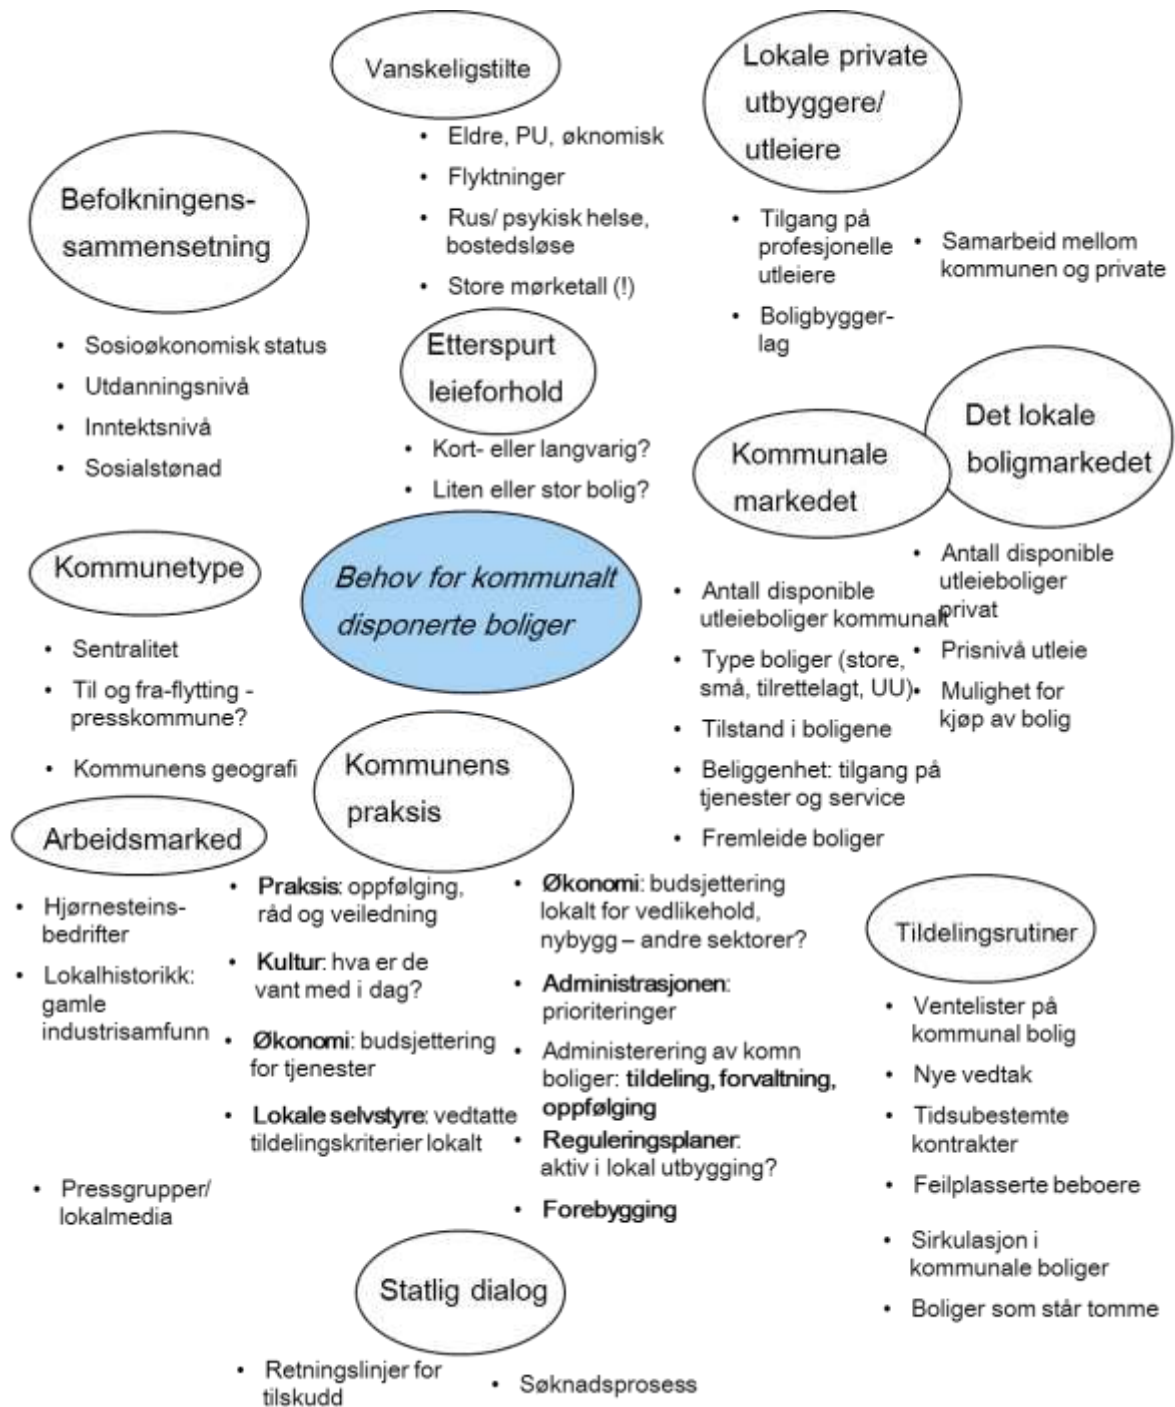 Vanskeligstilte
• Eldre, PU, øknomisk
• Flyktninger
• Rus/ psykisk helse,
bostedsløse
• Store mørketall (!)
Lokale private
utbyggere/
utleiere
• Tilgang på
profesjonelle
utleiere
• Boligbygger-
lag
• Samarbeid mellom
kommunen og private
Befolkningens-
sammensetning
• Sosioøkonomisk status
• Utdanningsnivå
• Inntektsnivå
• Sosialstønad
Etterspurt
leieforhold
• Kort- eller langvarig?
• Liten eller stor bolig?
Kommunale
markedet
• Antall disponible
utleieboliger kommunalt
• Type boliger (store,
små, tilrettelagt, UU)
• Tilstand i boligene
• Beliggenhet: tilgang på
tjenester og service
• Fremleide boliger
Det lokale
boligmarkedet
• Antall disponible
utleieboliger
privat
• Prisnivå utleie
• Mulighet for
kjøp av bolig
Kommunetype
• Sentralitet
• Til og fra-flytting -
presskommune?
• Kommunens geografi
Behov for kommunalt
disponerte boliger
Kommunens
praksis
• Praksis: oppfølging,
råd og veiledning
• Kultur: hva er de
vant med i dag?
• Økonomi: budsjettering
for tjenester
• Lokale selvstyre: vedtatte
tildelingskriterier lokalt
• Økonomi: budsjettering
lokalt for vedlikehold,
nybygg – andre sektorer?
• Administrasjonen:
prioriteringer
• Administerering av komn
boliger: tildeling, forvaltning,
oppfølging
• Reguleringsplaner:
aktiv i lokal utbygging?
• Forebygging
Arbeidsmarked
• Hjørnesteins-
bedrifter
• Lokalhistorikk:
gamle
industrisamfunn
• Pressgrupper/
lokalmedia
Tildelingsrutiner
• Ventelister på
kommunal bolig
• Nye vedtak
• Tidsubestemte
kontrakter
• Feilplasserte beboere
• Sirkulasjon i
kommunale boliger
• Boliger som står tomme
Statlig dialog
• Retningslinjer for
tilskudd
• Søknadsprosess